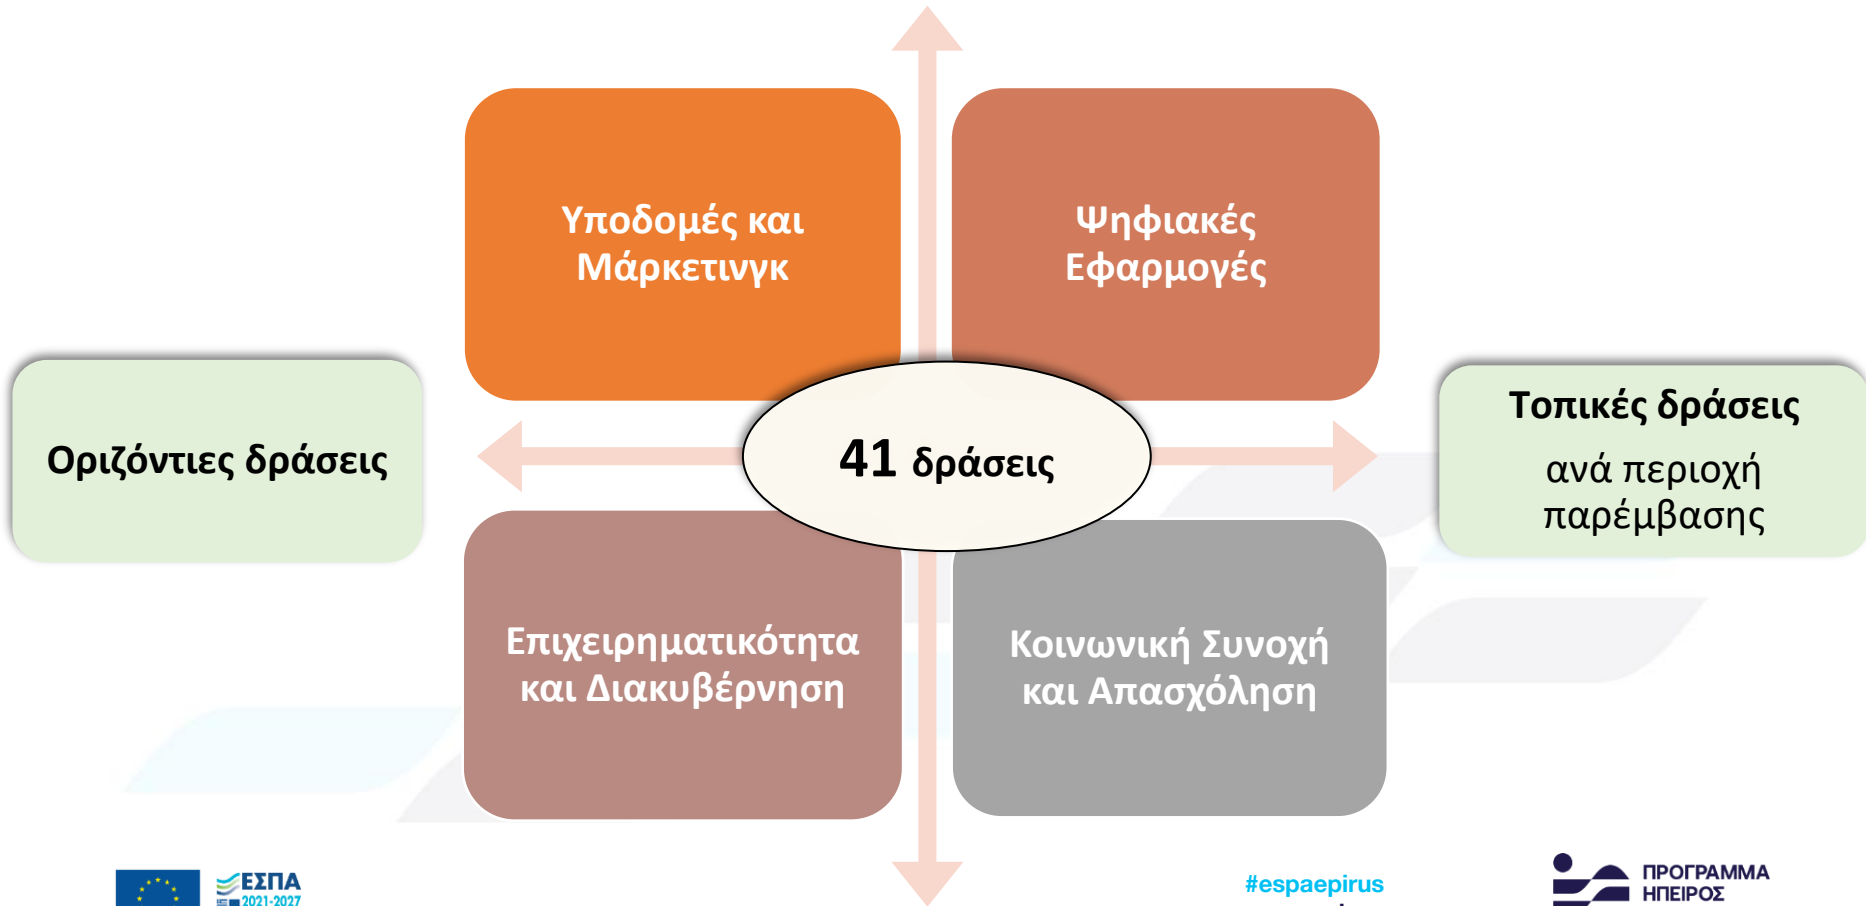 Υποδομές και
Μάρκετινγκ
Ψηφιακές
Εφαρμογές
Οριζόντιες δράσεις
41 δράσεις
Τοπικές δράσεις
ανά περιοχή
παρέμβασης
Επιχειρηματικότητα
και Διακυβέρνηση
Κοινωνική Συνοχή
και Απασχόληση
ΕΣΠΑ
2021-2027
#espaepirus
ΠΡΟΓΡΑΜΜΑ
ΗΠΕΙΡΟΣ